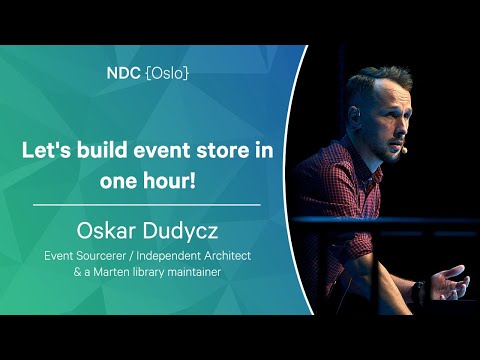 NDC {Oslo}
Let's build event store in
one hour!
Oskar Dudycz
Event Sourcerer / Independent Architect
& a Marten library maintainer